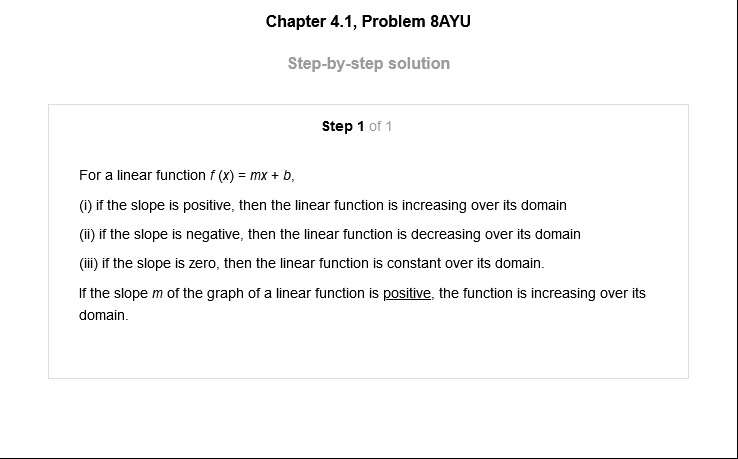 Chapter 4.1, Problem 8AYU
Step-by-step solution
Step 1 of 1
For a linear function f (x) = mx + b,
(i) if the slope is positive, then the linear function is increasing over its domain
(ii) if the slope is negative, then the linear function is decreasing over its domain
(iii) if the slope is zero, then the linear function is constant over its domain.
If the slope m of the graph of a linear function is positive, the function is increasing over its
domain.